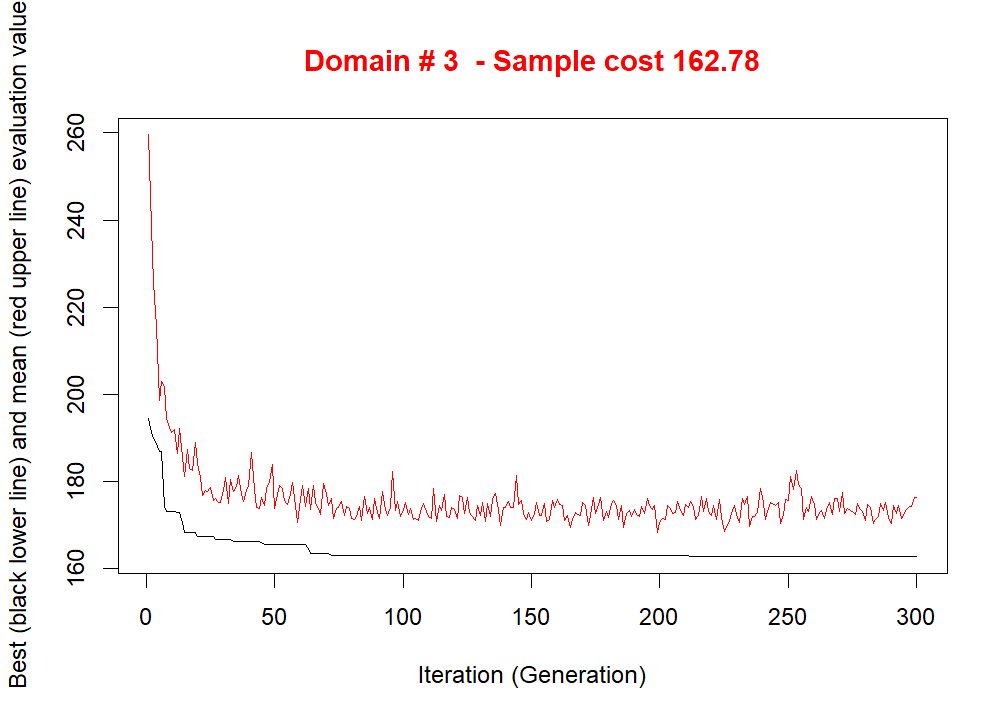 Domain # 3 - Sample cost 162.78
Best (black lower line) and mean (red upper line) evaluation value
260
240
220
200
180
160
0 50 100 150 200 250 300
Iteration (Generation)